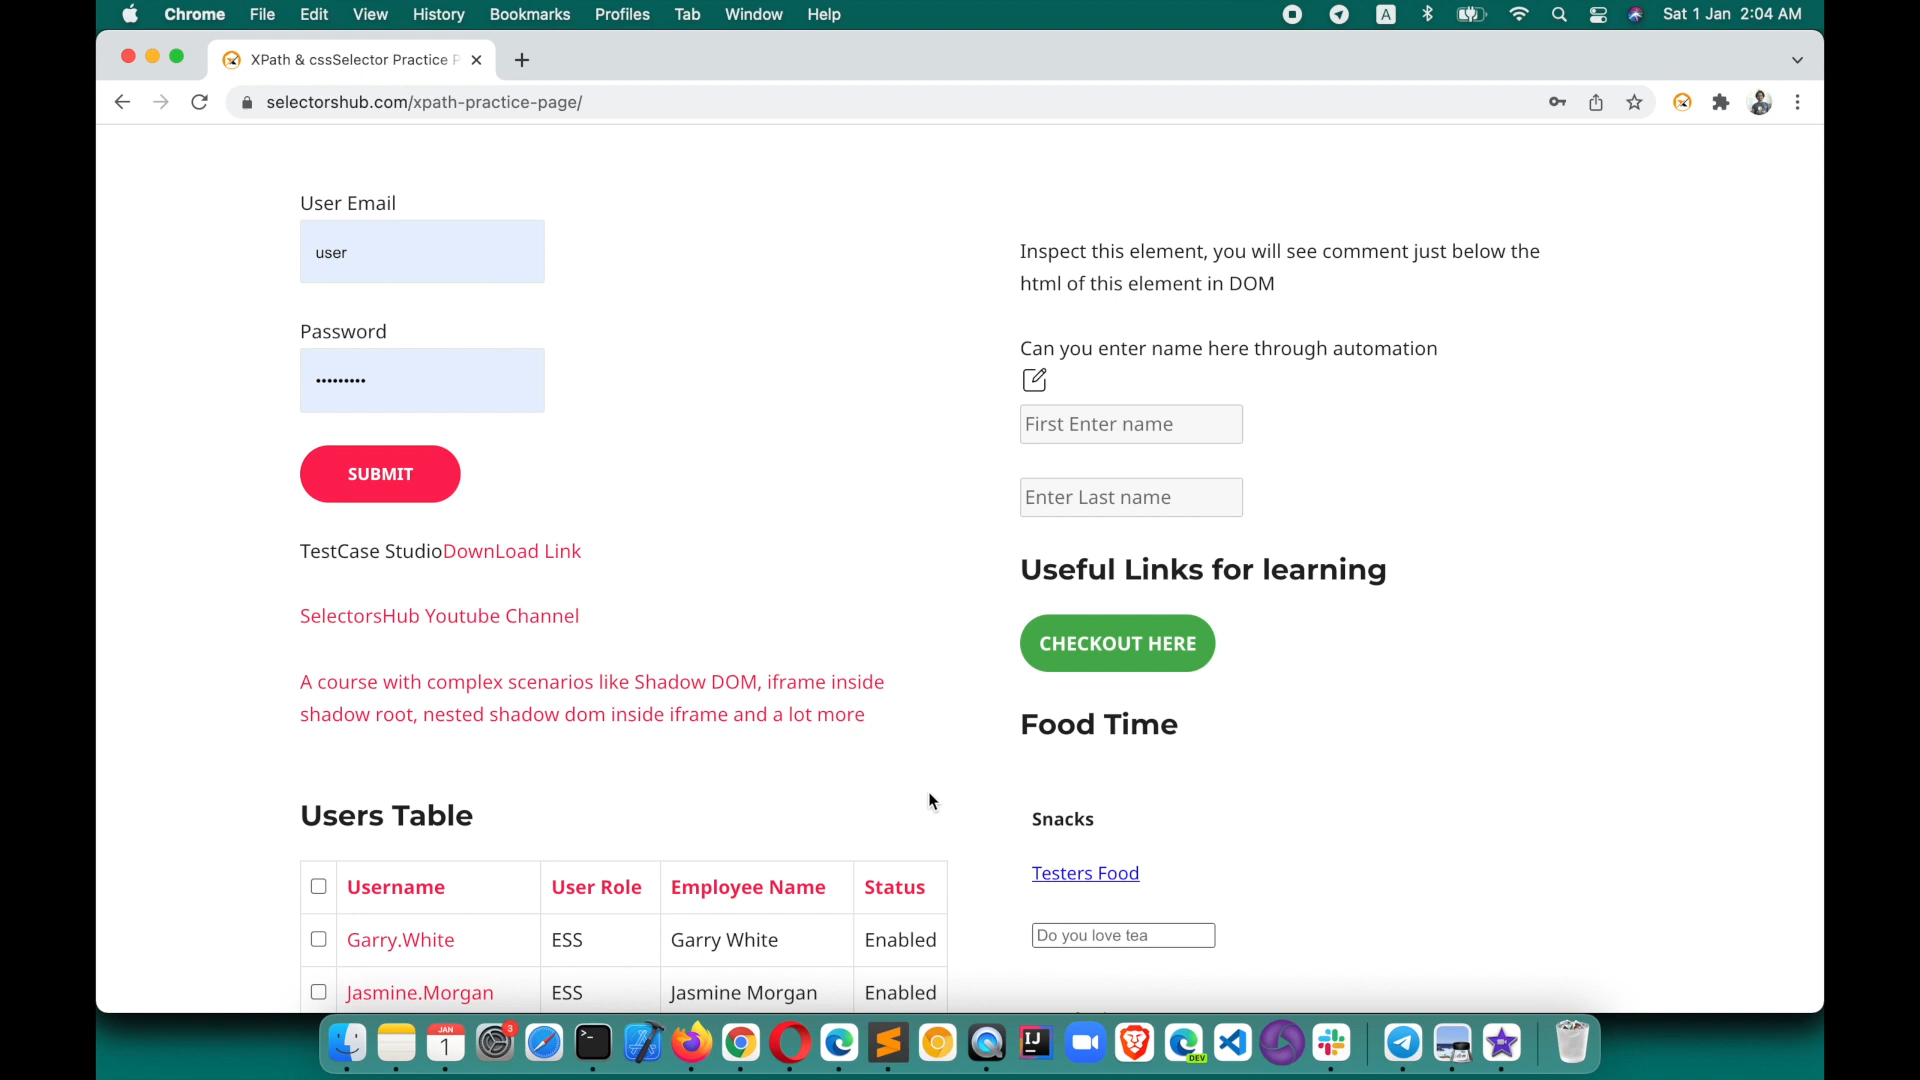 Chrome File Edit View History Bookmarks Profiles Tab Window Help
A
Sat 1 Jan 2:04 AM
XPath & cssSelector Practice P
selectorshub.com/xpath-practice-page/
User Email
user
Password
•••••••••
SUBMIT
TestCase StudioDownLoad Link
SelectorsHub Youtube Channel
A course with complex scenarios like Shadow DOM, iframe inside
shadow root, nested shadow dom inside iframe and a lot more
Users Table
Username User Role Employee Name Status
Garry.White ESS Garry White Enabled
Jasmine.Morgan ESS Jasmine Morgan Enabled
Inspect this element, you will see comment just below the
html of this element in DOM
Can you enter name here through automation
First Enter name
Enter Last name
Useful Links for learning
CHECKOUT HERE
Food Time
Snacks
Testers Food
Do you love tea
JAN
1
3
IJ
DEV